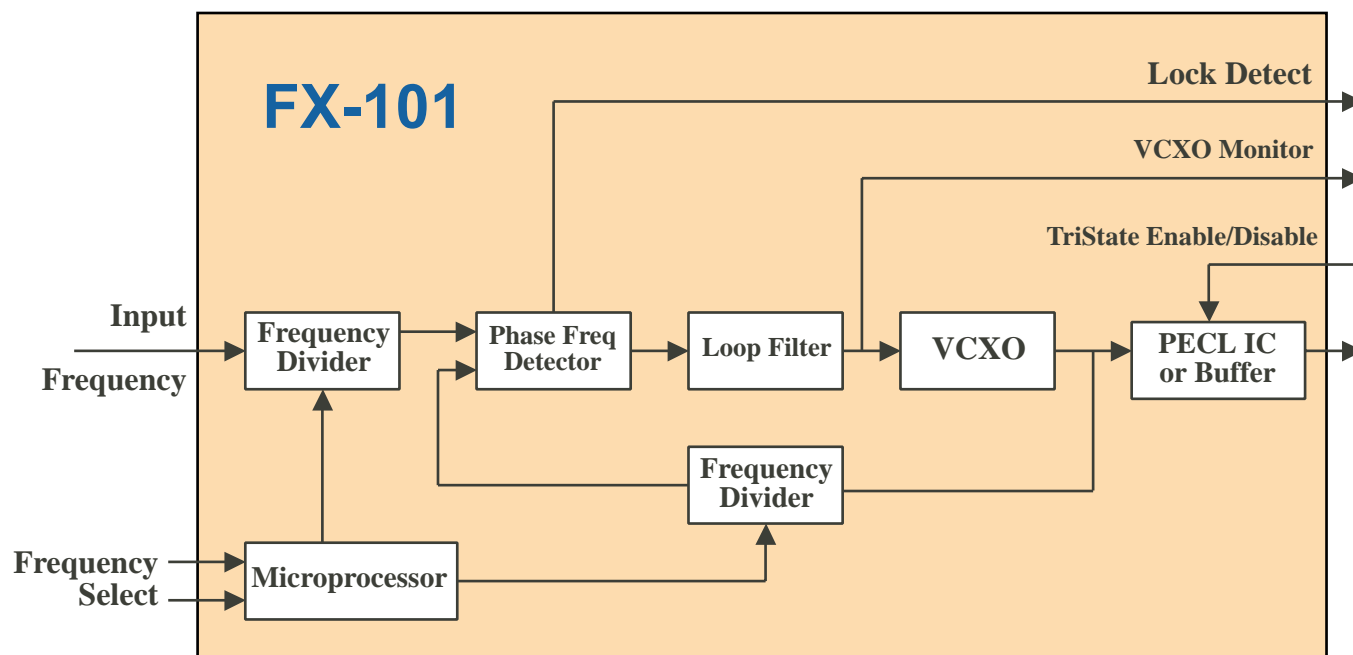 FX-101
Lock Detect
VCXO Monitor
TriState Enable/Disable
Input
Frequency
Frequency
Divider
Phase Freq
Detector
Loop Filter
VCXO
PECL IC
or Buffer
Frequency
Divider
Frequency
Select
Microprocessor